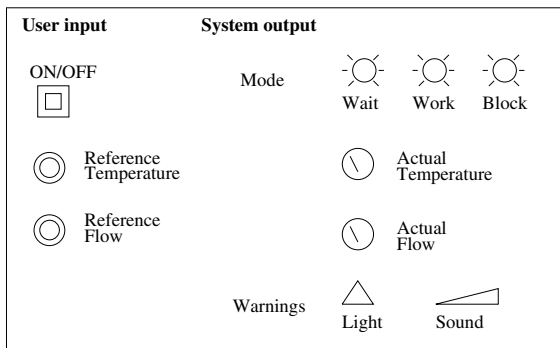 User input
System output
ON/OFF
Mode
Wait
Work
Block
Reference
Temperature
Actual
Temperature
Reference
Flow
Actual
Flow
Warnings
Light
Sound